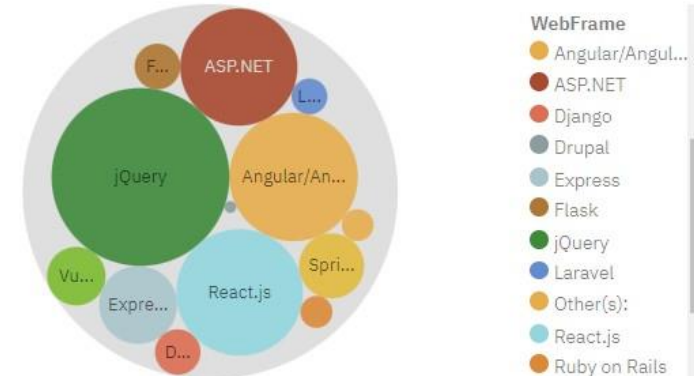 F...
ASP.NET
L...
jQuery
Angular/An...
Vu...
Expre...
React.js
Spri...
D...
WebFrame
Angular/Angul...
ASP.NET
Django
Drupal
Express
Flask
jQuery
Laravel
Other(s):
React.js
Ruby on Rails